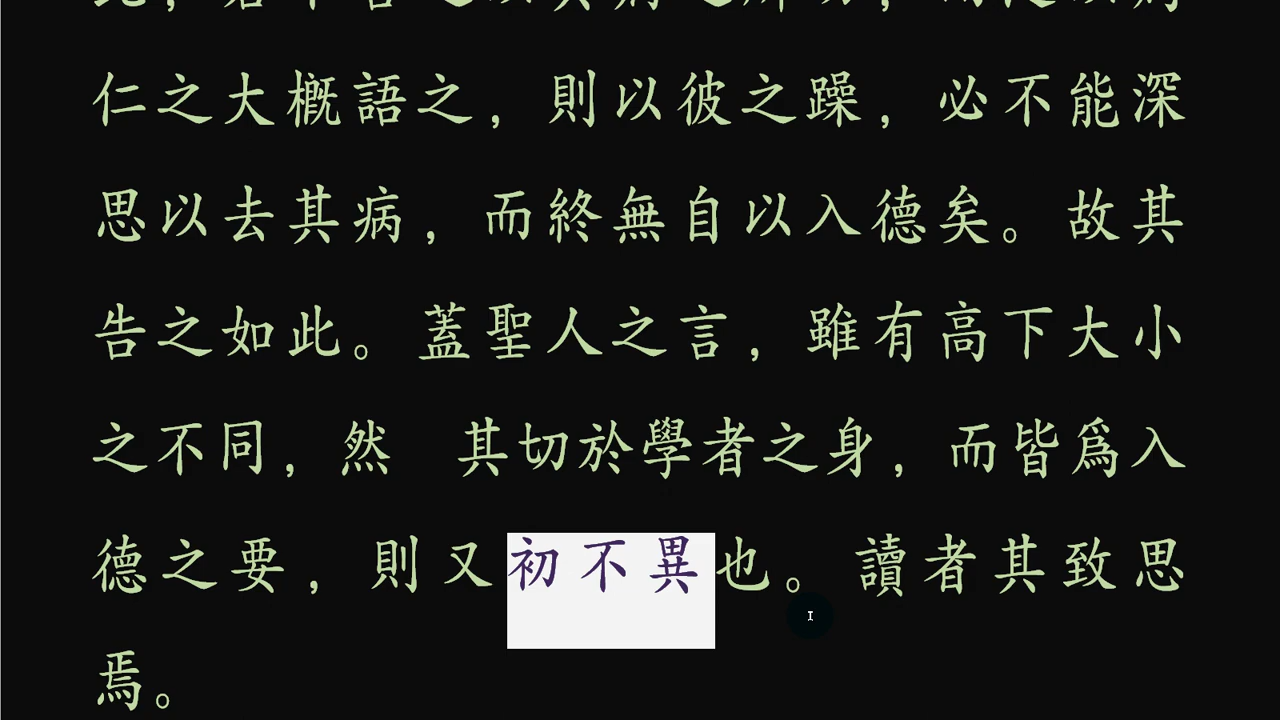 仁之大概語之，則以彼之躁，必不能深
思以去其病，而終無自以入德矣。故其
告之如此。蓋聖人之言，雖有高下大小
之不同，然　其切於學者之身，而皆爲入
德之要，則又初不異也。讀者其致思
焉。